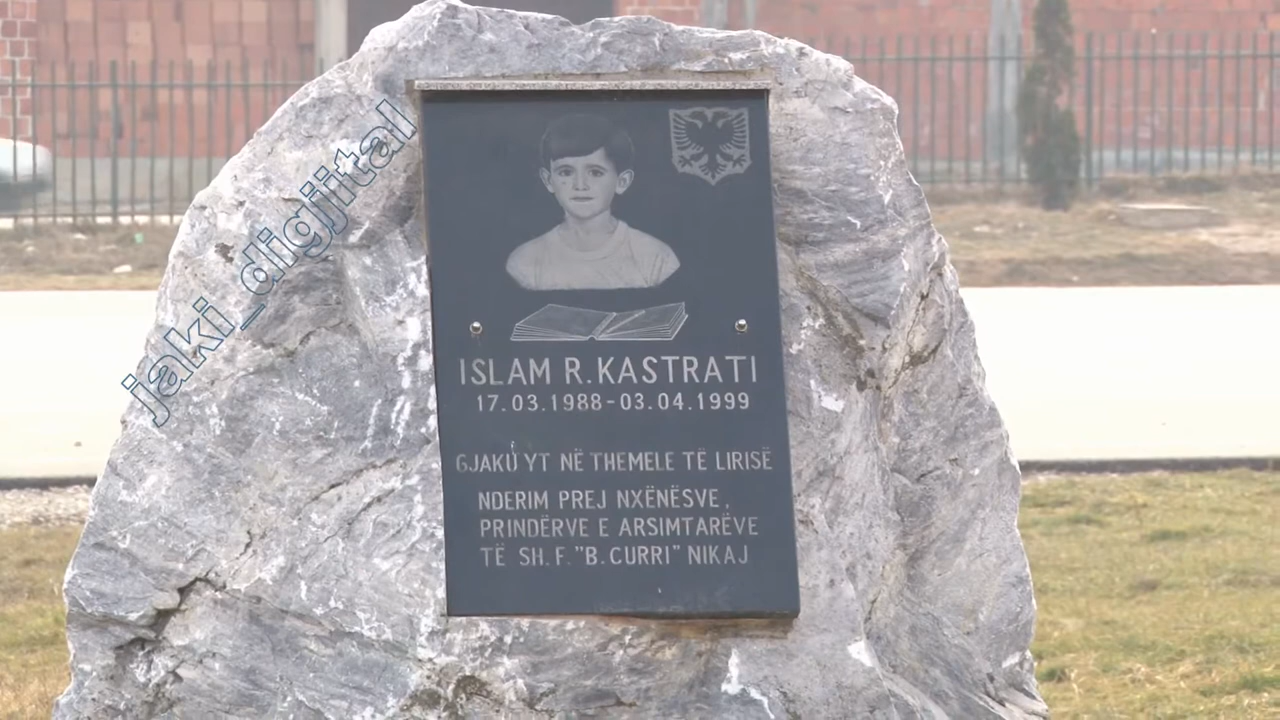 jaki_digjital
ISLAM R. KASTRATI
17.03.1988-03.04.1999
GJAKU YT NË THEMELE TË LIRISË
NDERIM PREJ NXËNËSVE,
PRINDËRVE E ARSIMTARËVE
TË SH. F. "B. CURRI" NIKAJ